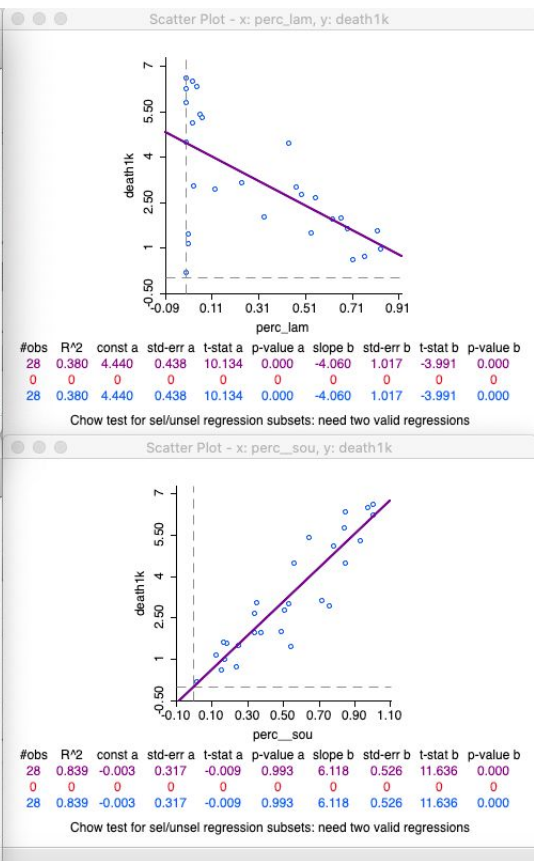 Scatter Plot - x: perc_lam, y: death1k
7
5.50
4
2.50
1
-0.50
death1k
-0.09 0.11 0.31 0.51 0.71 0.91
perc_lam
#obs R^2 const a std-err a t-stat a p-value a slope b std-err b t-stat b p-value b
28 0.380 4.440 0.438 10.134 0.000 -4.060 1.017 -3.991 0.000
0 0 0 0 0 0 0 0 0 0
28 0.380 4.440 0.438 10.134 0.000 -4.060 1.017 -3.991 0.000
Chow test for sel/unsel regression subsets: need two valid regressions
Scatter Plot - x: perc__sou, y: death1k
7
5.50
4
2.50
1
-0.50
death1k
-0.10 0.10 0.30 0.50 0.70 0.90 1.10
perc__sou
#obs R^2 const a std-err a t-stat a p-value a slope b std-err b t-stat b p-value b
28 0.839 -0.003 0.317 -0.009 0.993 6.118 0.526 11.636 0.000
0 0 0 0 0 0 0 0 0 0
28 0.839 -0.003 0.317 -0.009 0.993 6.118 0.526 11.636 0.000
Chow test for sel/unsel regression subsets: need two valid regressions